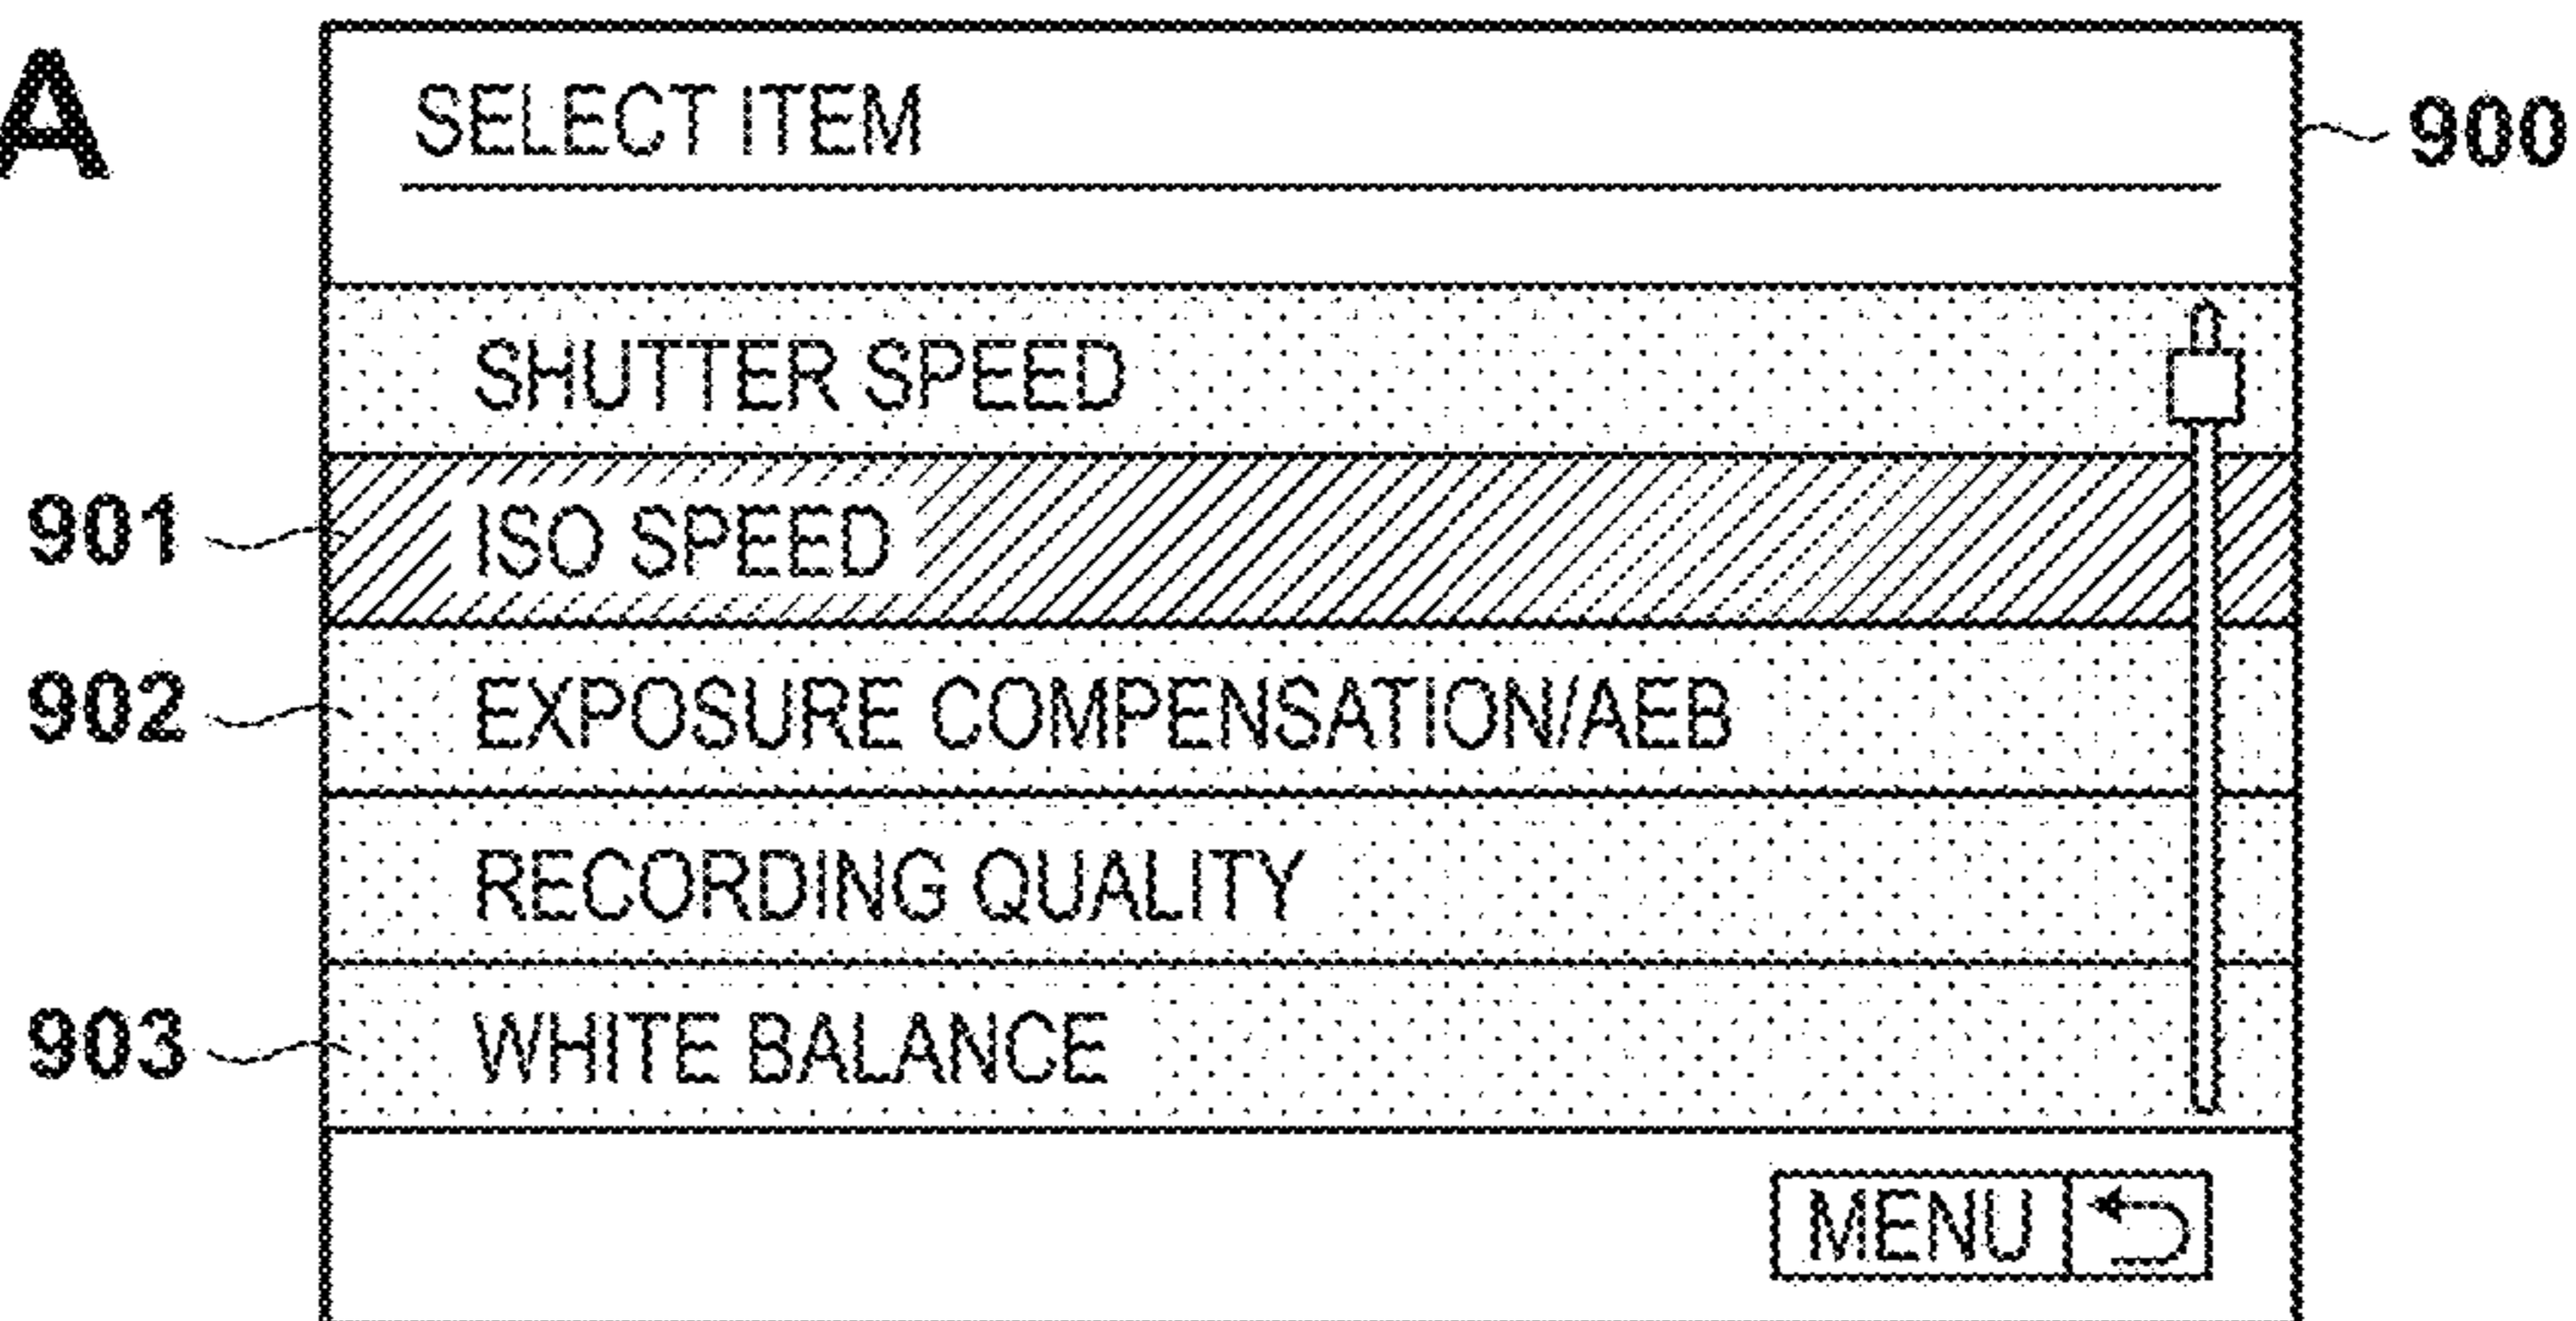 A
SELECT ITEM
900
SHUTTER SPEED
901 ISO SPEED
902 EXPOSURE COMPENSATION/AEB
RECORDING QUALITY
903 WHITE BALANCE
MENU